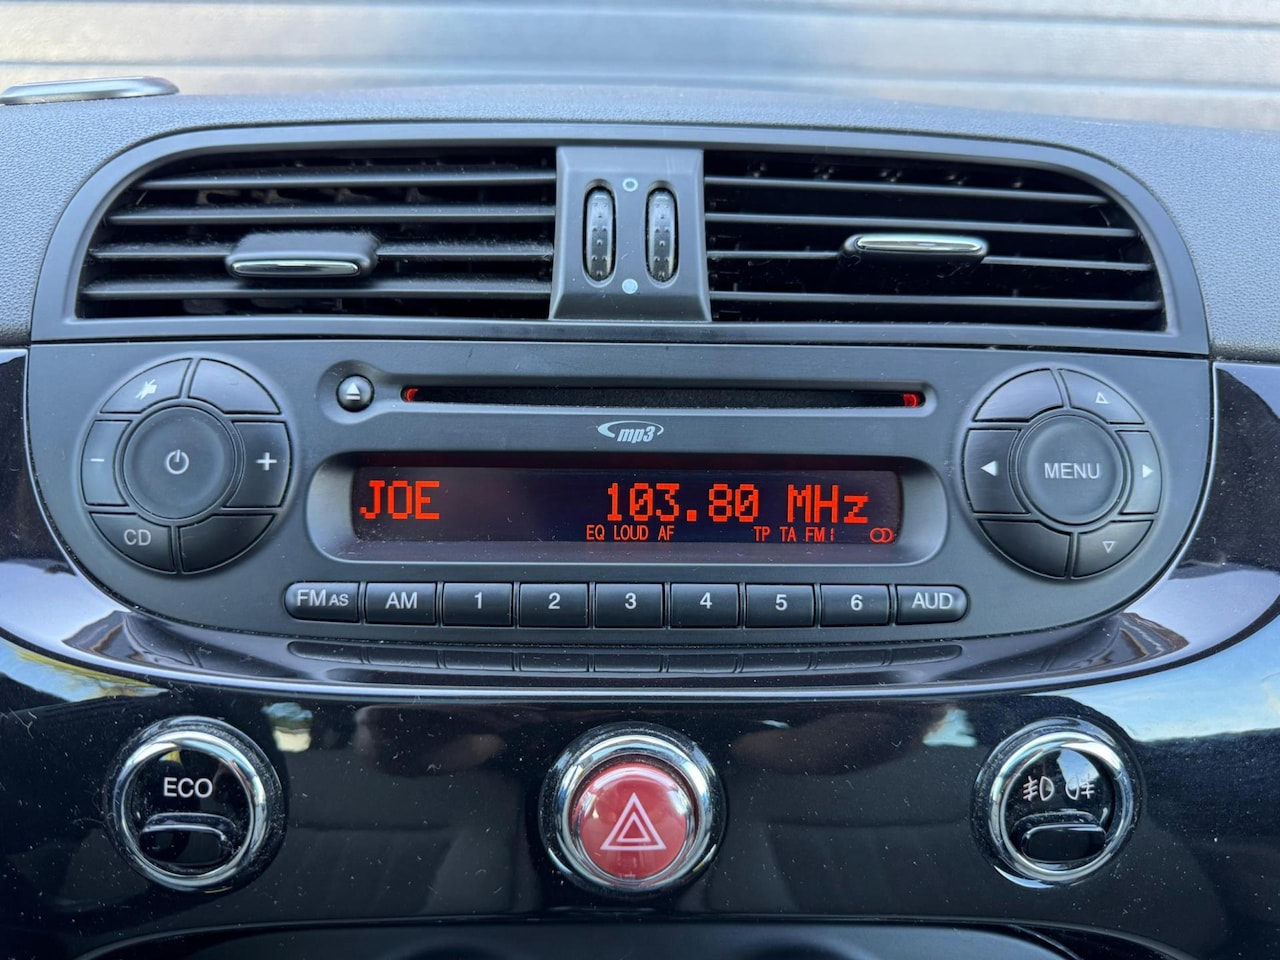 mp3
JOE 103.80 MHz
EQ LOUD AF TP TA FM1
MENU
CD
FM AS AM 1 2 3 4 5 6 AUD
ECO